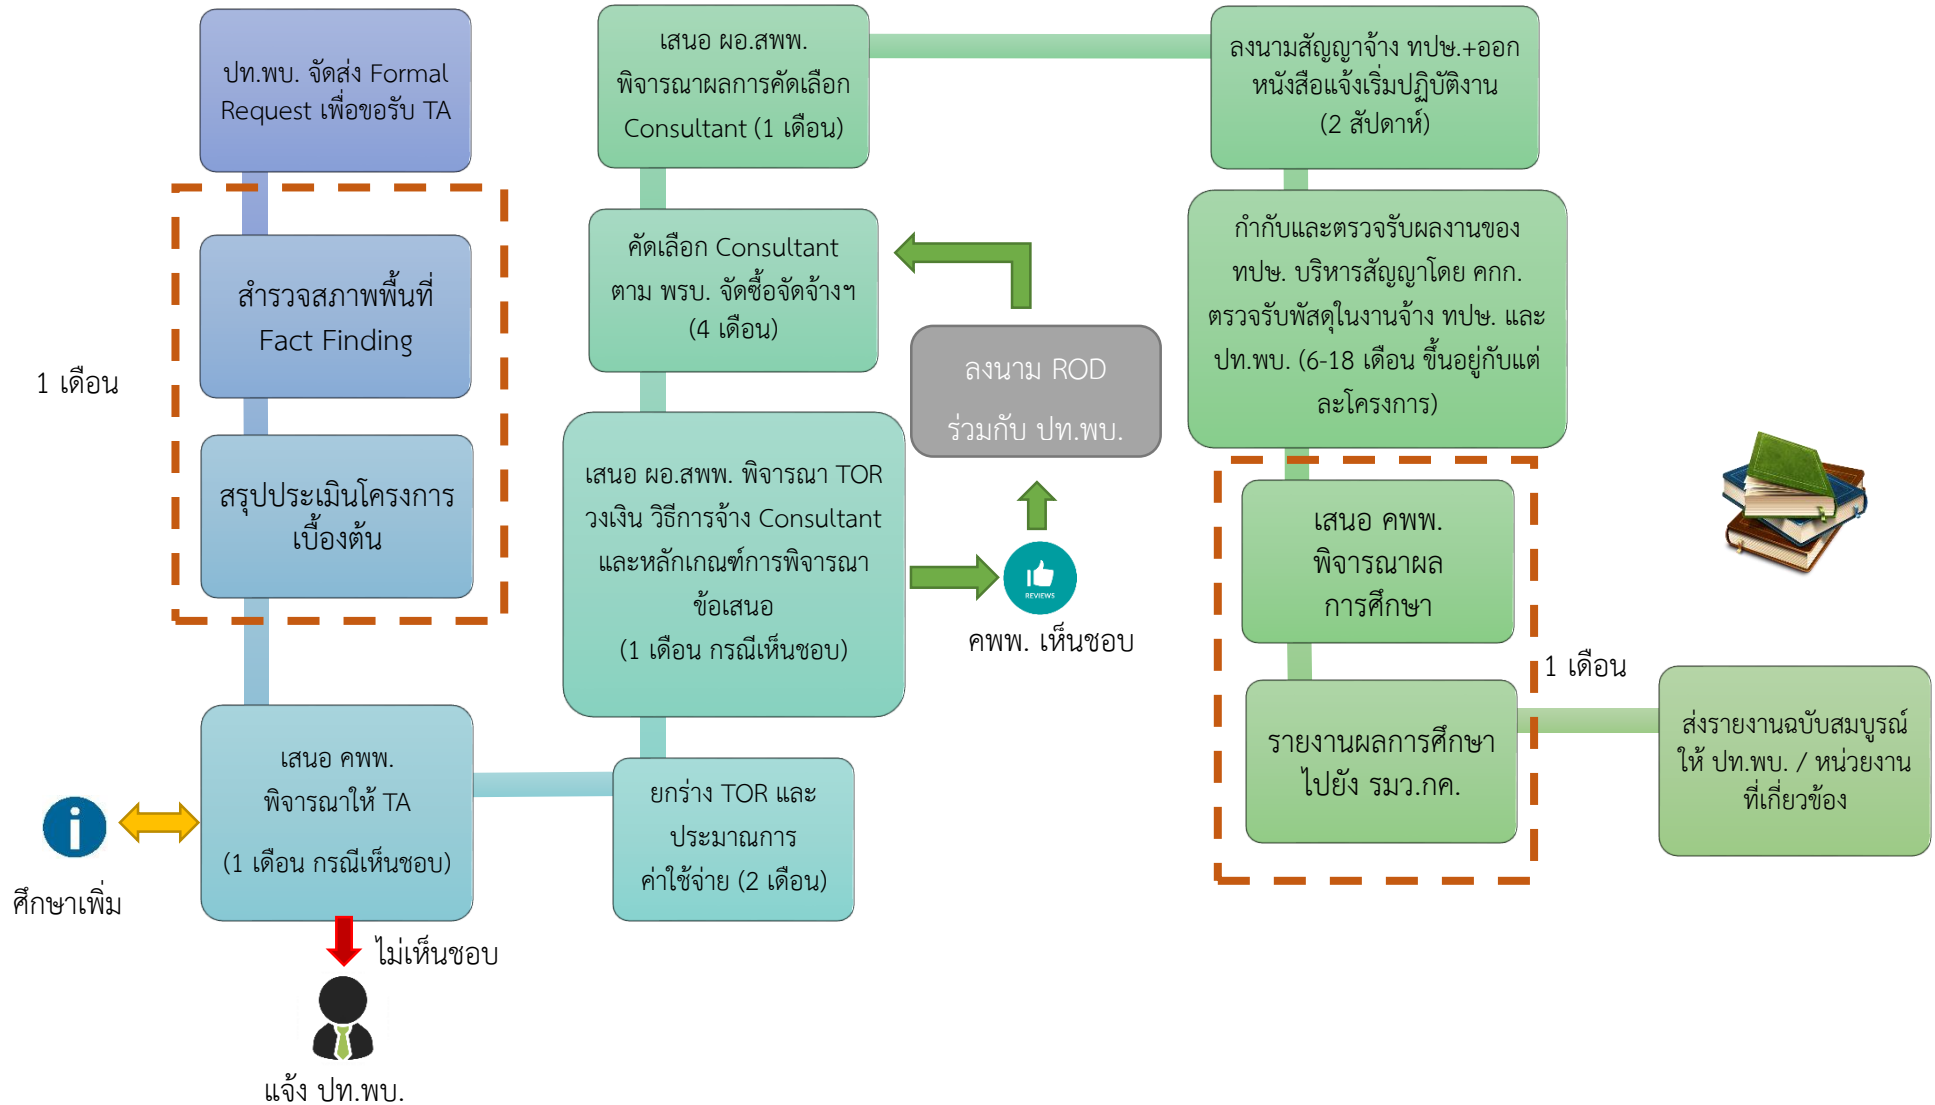 ปท.พบ. จัดส่ง Formal
Request เพื่อขอรับ TA
1 เดือน
สำรวจสภาพพื้นที่
Fact Finding
สรุปประเมินโครงการ
เบื้องต้น
เสนอ คพพ.
พิจารณาให้ TA
(1 เดือน กรณีเห็นชอบ)
ศึกษาเพิ่ม
ไม่เห็นชอบ
แจ้ง ปท.พบ.
ยกร่าง TOR และ
ประมาณการ
ค่าใช้จ่าย (2 เดือน)
เสนอ ผอ.สพพ. พิจารณา TOR
วงเงิน วิธีการจ้าง Consultant
และหลักเกณฑ์การพิจารณา
ข้อเสนอ
(1 เดือน กรณีเห็นชอบ)
REVIEWS
คพพ. เห็นชอบ
ลงนาม ROD
ร่วมกับ ปท.พบ.
คัดเลือก Consultant
ตาม พรบ. จัดซื้อจัดจ้างฯ
(4 เดือน)
เสนอ ผอ.สพพ.
พิจารณาผลการคัดเลือก
Consultant (1 เดือน)
ลงนามสัญญาจ้าง ทปษ.+ออก
หนังสือแจ้งเริ่มปฏิบัติงาน
(2 สัปดาห์)
กำกับและตรวจรับผลงานของ
ทปษ. บริหารสัญญาโดย คกก.
ตรวจรับพัสดุในงานจ้าง ทปษ. และ
ปท.พบ. (6-18 เดือน ขึ้นอยู่กับแต่
ละโครงการ)
เสนอ คพพ.
พิจารณาผล
การศึกษา
1 เดือน
รายงานผลการศึกษา
ไปยัง รมว.กค.
ส่งรายงานฉบับสมบูรณ์
ให้ ปท.พบ. / หน่วยงาน
ที่เกี่ยวข้อง